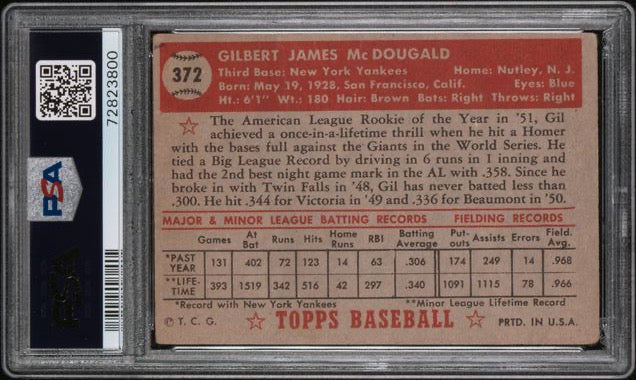 72823800
PSA
PSA
372
GILBERT JAMES McDOUGALD
Third Base: New York Yankees Home: Nutley, N. J.
Born: May 19, 1928, San Francisco, Calif. Eyes: Blue
Ht.: 6'1" Wt.: 180 Hair: Brown Bats: Right Throws: Right
The American League Rookie of the Year in '51, Gil
achieved a once-in-a-lifetime thrill when he hit a Homer
with the bases full against the Giants in the World Series. He
tied a Big League Record by driving in 6 runs in 1 inning and
had the 2nd best night game mark in the AL with .358. Since he
broke in with Twin Falls in '48, Gil has never batted less than
.300. He hit .344 for Victoria in '49 and .336 for Beaumont in '50.
MAJOR & MINOR LEAGUE BATTING RECORDS FIELDING RECORDS
Games At Bat Runs Hits Home Runs RBI Batting Average Put-outs Assists Errors Field. Avg.
*PAST YEAR 131 402 72 123 14 63 .306 174 249 14 .968
**LIFE-TIME 393 1519 342 516 42 297 .340 1091 1115 78 .966
*Record with New York Yankees **Minor League Lifetime Record
© T. C. G. TOPPS BASEBALL PRTD. IN U.S.A.